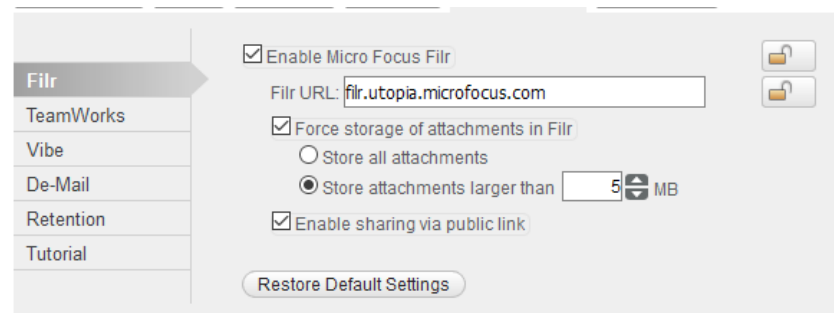 Enable Micro Focus Filr
Filr
Filr URL: filr.utopia.microfocus.com
TeamWorks
Force storage of attachments in Filr
Vibe
Store all attachments
De-Mail
Store attachments larger than 5 MB
Retention
Enable sharing via public link
Tutorial
Restore Default Settings